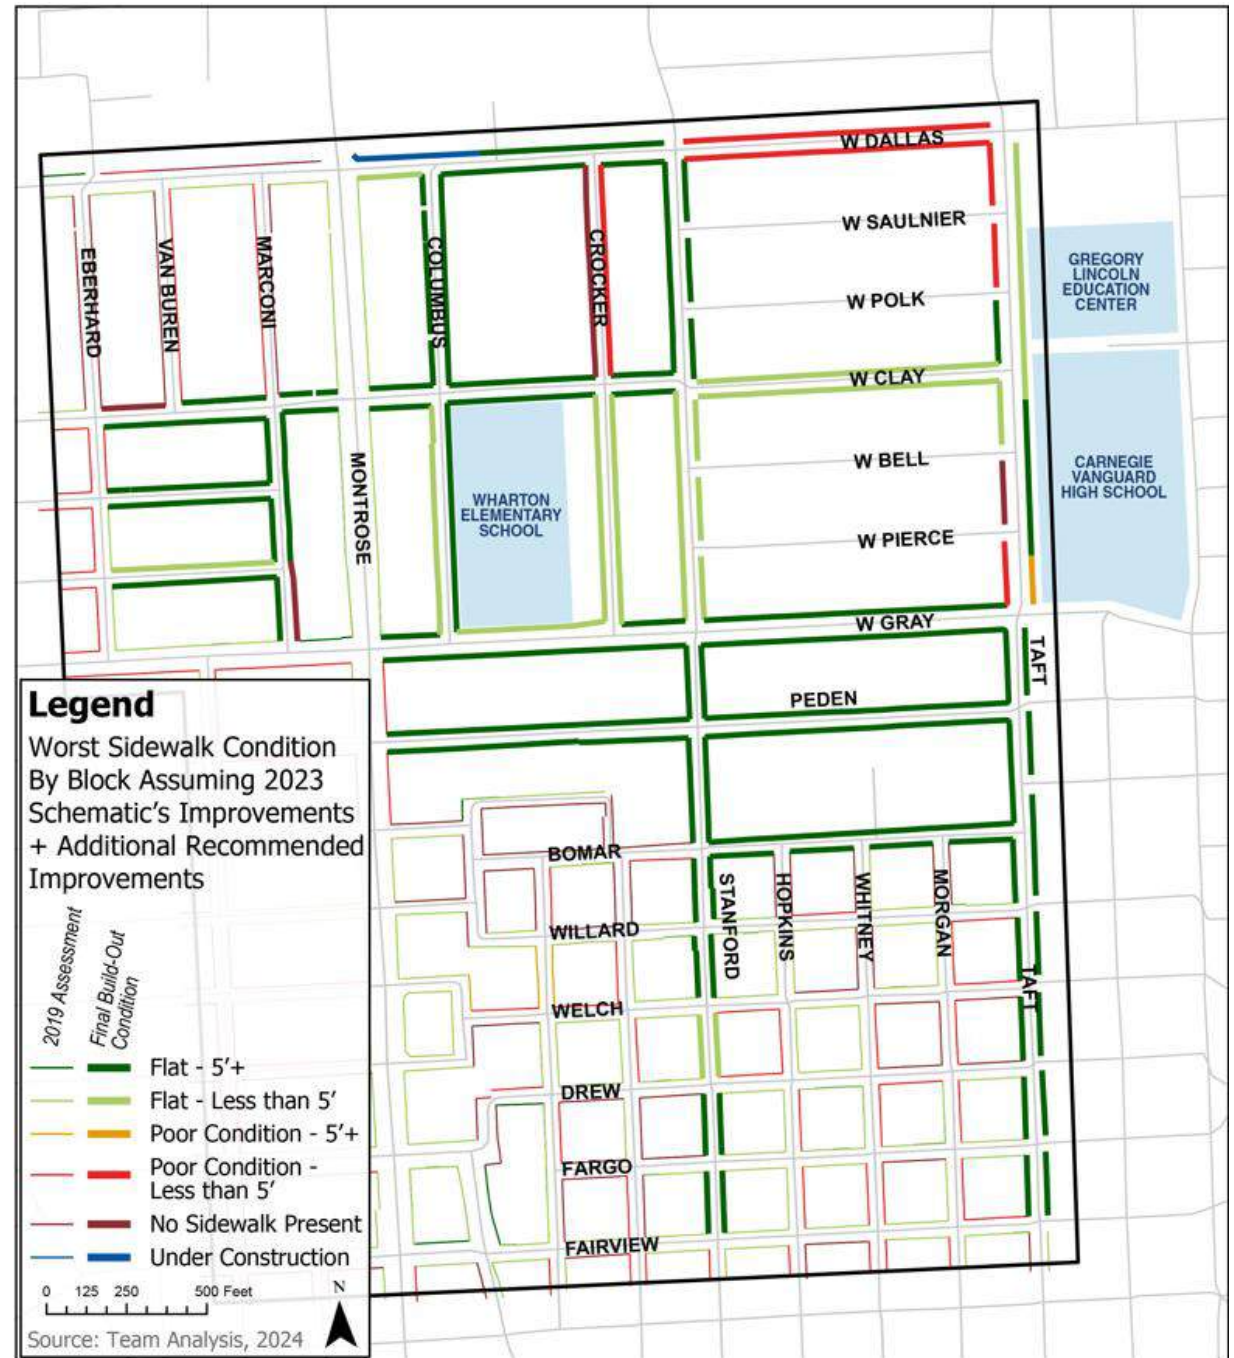 W DALLAS
W SAULNIER
W POLK
W CLAY
W BELL
W PIERCE
W GRAY
PEDEN
EBERHARD
VAN BUREN
MARCONI
MONTROSE
COLUMBUS
CROCKER
GREGORY
LINCOLN
EDUCATION
CENTER
CARNEGIE
VANGUARD
HIGH SCHOOL
WHARTON
ELEMENTARY
SCHOOL
TAFT
BOMAR
WILLARD
WELCH
DREW
FARGO
FAIRVIEW
STANFORD
HOPKINS
WHITNEY
MORGAN
TAFT
Legend
Worst Sidewalk Condition
By Block Assuming 2023
Schematic's Improvements
+ Additional Recommended
Improvements
2019 Assessment
Final Build-Out
Condition
Flat - 5'+
Flat - Less than 5'
Poor Condition - 5'+
Poor Condition -
Less than 5'
No Sidewalk Present
Under Construction
0 125 250 500 Feet
N
Source: Team Analysis, 2024